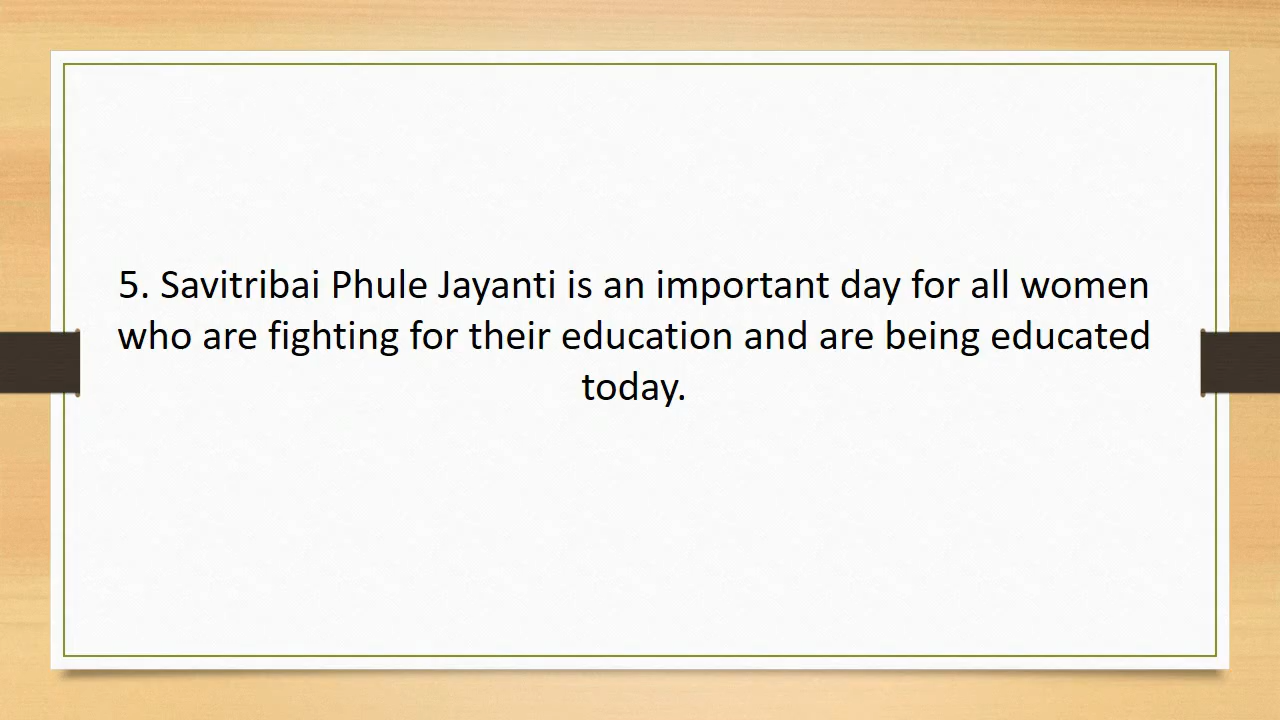 5. Savitribai Phule Jayanti is an important day for all women
who are fighting for their education and are being educated
today.